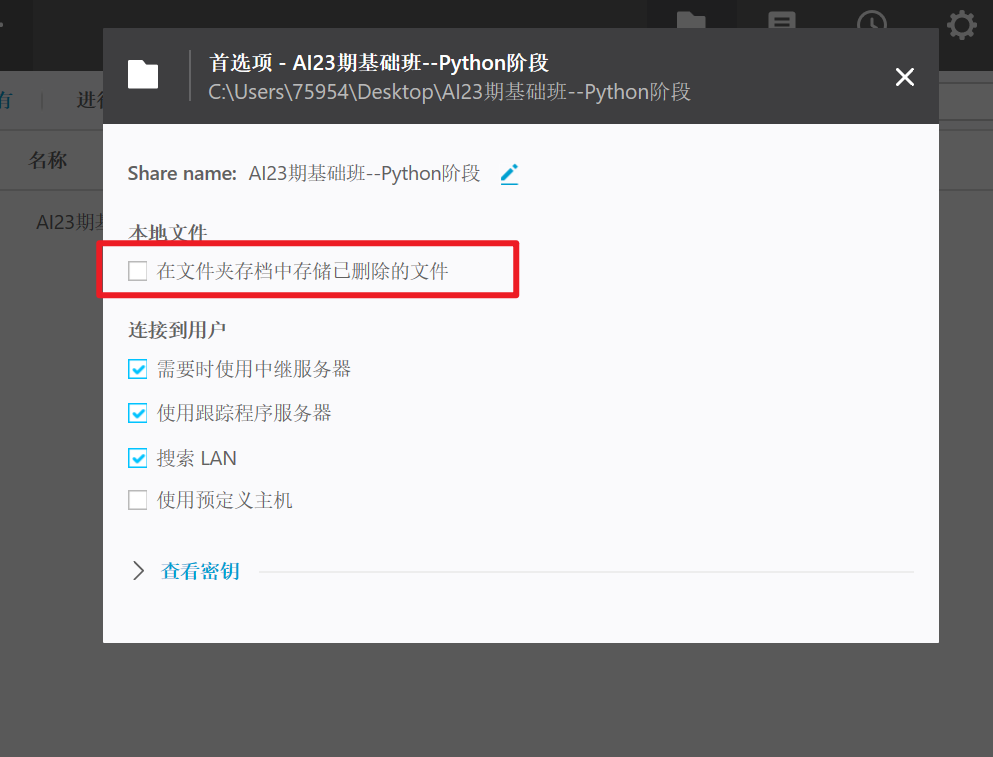 首选项 - AI23期基础班--Python阶段
C:\Users\75954\Desktop\AI23期基础班--Python阶段
有
进行
名称
AI23期基
Share name: AI23期基础班--Python阶段
本地文件
在文件夹存档中存储已删除的文件
连接到用户
需要时使用中继服务器
使用跟踪程序服务器
搜索 LAN
使用预定义主机
查看密钥